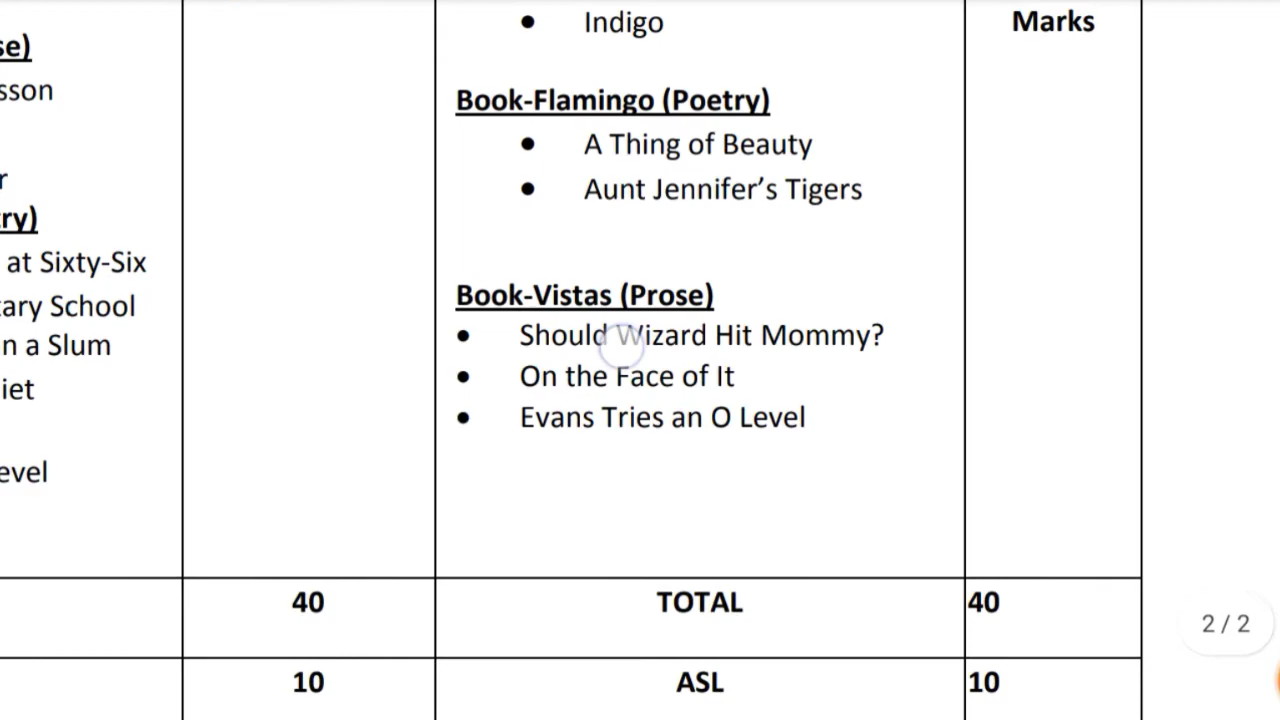 se)
sson
r
try)
at Sixty-Six
tary School
n a Slum
iet
evel
• Indigo
Book-Flamingo (Poetry)
• A Thing of Beauty
• Aunt Jennifer’s Tigers
Book-Vistas (Prose)
• Should Wizard Hit Mommy?
• On the Face of It
• Evans Tries an O Level
Marks
40 TOTAL 40
10 ASL 10
2 / 2